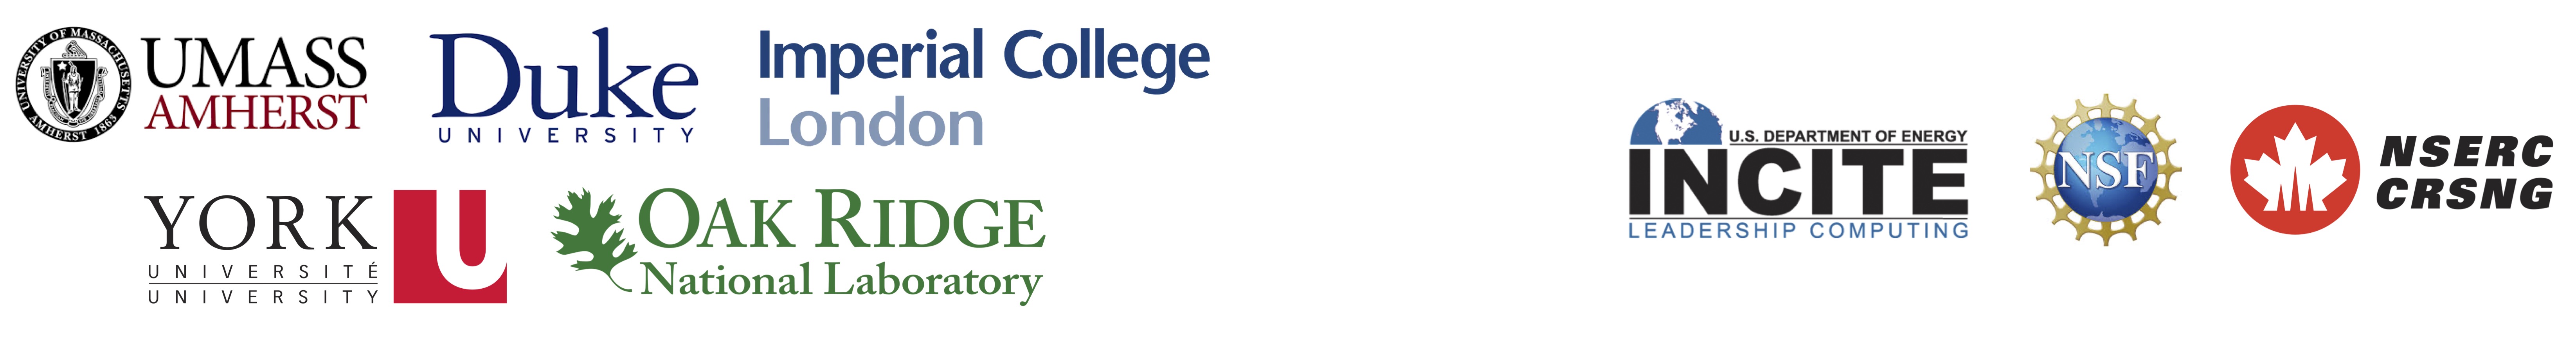 UNIVERSITY OF MASSACHUSETTS
AMHERST 1863
UMASS
AMHERST
Duke
UNIVERSITY
Imperial College
London
YORK
UNIVERSITÉ
UNIVERSITY
U
OAK RIDGE
National Laboratory
U.S. DEPARTMENT OF ENERGY
INCITE
LEADERSHIP COMPUTING
NSF
NSERC
CRSNG